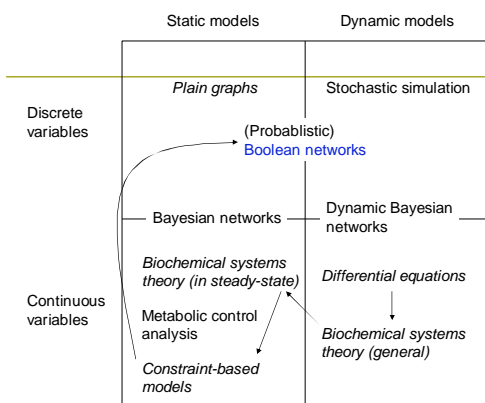 Static models
Dynamic models
Plain graphs
Stochastic simulation
Discrete
variables
(Probablistic)
Boolean networks
Bayesian networks
Dynamic Bayesian
networks
Biochemical systems
theory (in steady-state)
Differential equations
Continuous
variables
Metabolic control
analysis
Biochemical systems
theory (general)
Constraint-based
models